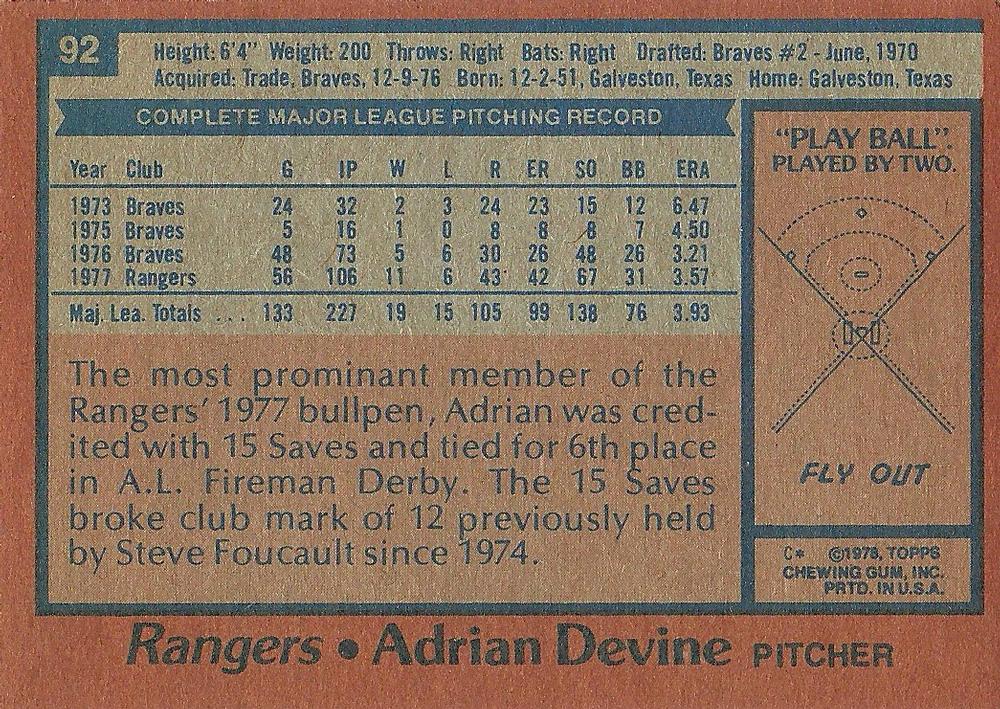 92
Height: 6'4" Weight: 200 Throws: Right Bats: Right Drafted: Braves #2 - June, 1970
Acquired: Trade, Braves, 12-9-76 Born: 12-2-51, Galveston, Texas Home: Galveston, Texas
COMPLETE MAJOR LEAGUE PITCHING RECORD
Year Club G IP W L R ER SO BB ERA
1973 Braves 24 32 2 3 24 23 15 12 6.47
1975 Braves 5 16 1 0 8 8 8 7 4.50
1976 Braves 48 73 5 6 30 26 48 26 3.21
1977 Rangers 56 106 11 6 43 42 67 31 3.57
Maj. Lea. Totals ... 133 227 19 15 105 99 138 76 3.93
The most prominant member of the
Rangers' 1977 bullpen, Adrian was cred-
ited with 15 Saves and tied for 6th place
in A.L. Fireman Derby. The 15 Saves
broke club mark of 12 previously held
by Steve Foucault since 1974.
"PLAY BALL":
PLAYED BY TWO.
FLY OUT
C* ©1978, TOPPS
CHEWING GUM, INC.
PRTD. IN U.S.A.
Rangers • Adrian Devine PITCHER